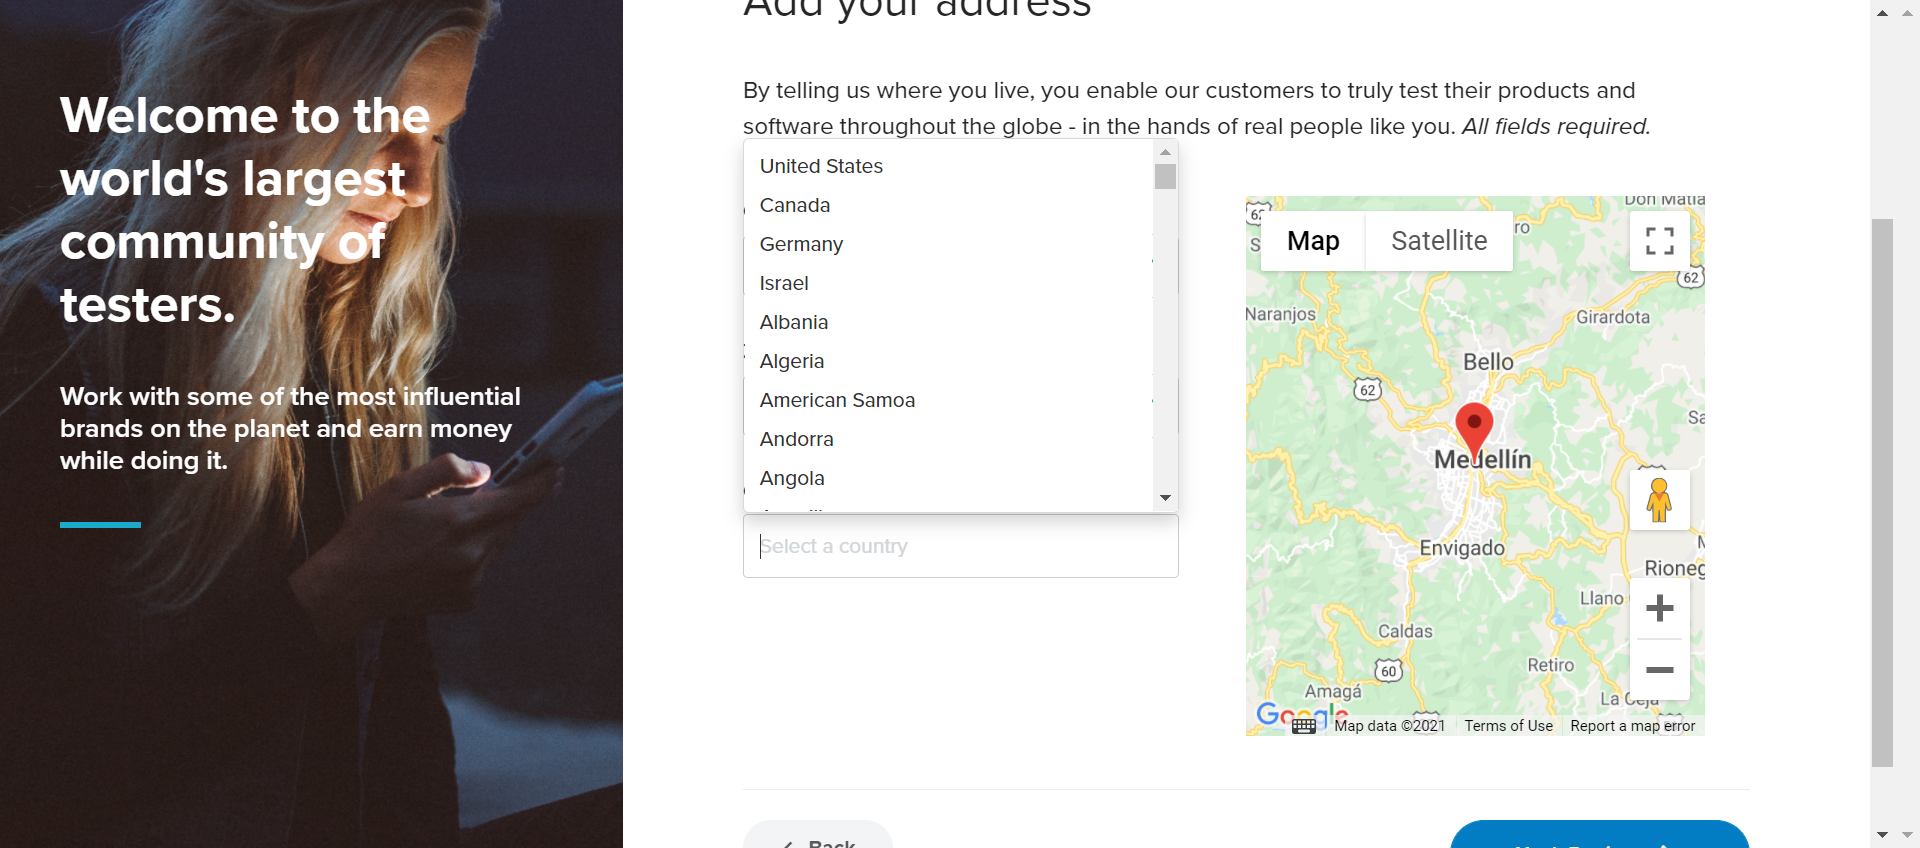 Welcome to the
world's largest
community of
testers.
Work with some of the most influential
brands on the planet and earn money
while doing it.
Add your address
By telling us where you live, you enable our customers to truly test their products and
software throughout the globe - in the hands of real people like you. All fields required.
United States
Canada
Germany
Israel
Albania
Algeria
American Samoa
Andorra
Angola
Select a country
Map
Satellite
62
Naranjos
Girardota
62
Bello
62
Medellín
Envigado
Rioneg
Llano
Caldas
Retiro
60
Amagá
La Ceja
Google
Map data ©2021
Terms of Use
Report a map error
Back